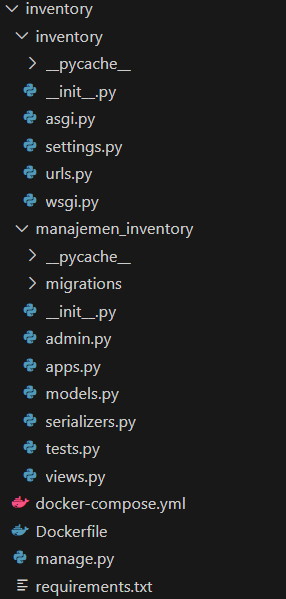 inventory
inventory
__pycache__
__init__.py
asgi.py
settings.py
urls.py
wsgi.py
manajemen_inventory
__pycache__
migrations
__init__.py
admin.py
apps.py
models.py
serializers.py
tests.py
views.py
docker-compose.yml
Dockerfile
manage.py
requirements.txt